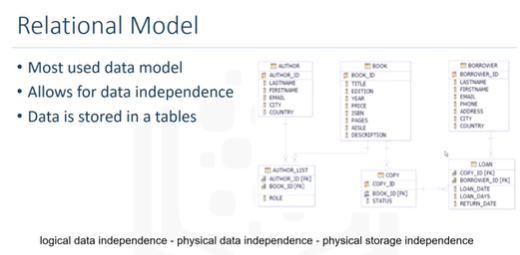 Relational Model
• Most used data model
• Allows for data independence
• Data is stored in a tables
AUTHOR
AUTHOR_ID
LASTNAME
FIRSTNAME
EMAIL
CITY
COUNTRY
BOOK
BOOK_ID
TITLE
EDITION
YEAR
PRICE
ISBN
PAGES
AISLE
DESCRIPTION
BORROWER
BORROWER_ID
LASTNAME
FIRSTNAME
EMAIL
PHONE
ADDRESS
CITY
COUNTRY
AUTHOR_LIST
AUTHOR_ID [FK]
BOOK_ID [FK]
ROLE
COPY
COPY_ID
BOOK_ID [FK]
STATUS
LOAN
COPY_ID [FK]
BORROWER_ID [FK]
LOAN_DATE
LOAN_DAYS
RETURN_DATE
logical data independence - physical data independence - physical storage independence